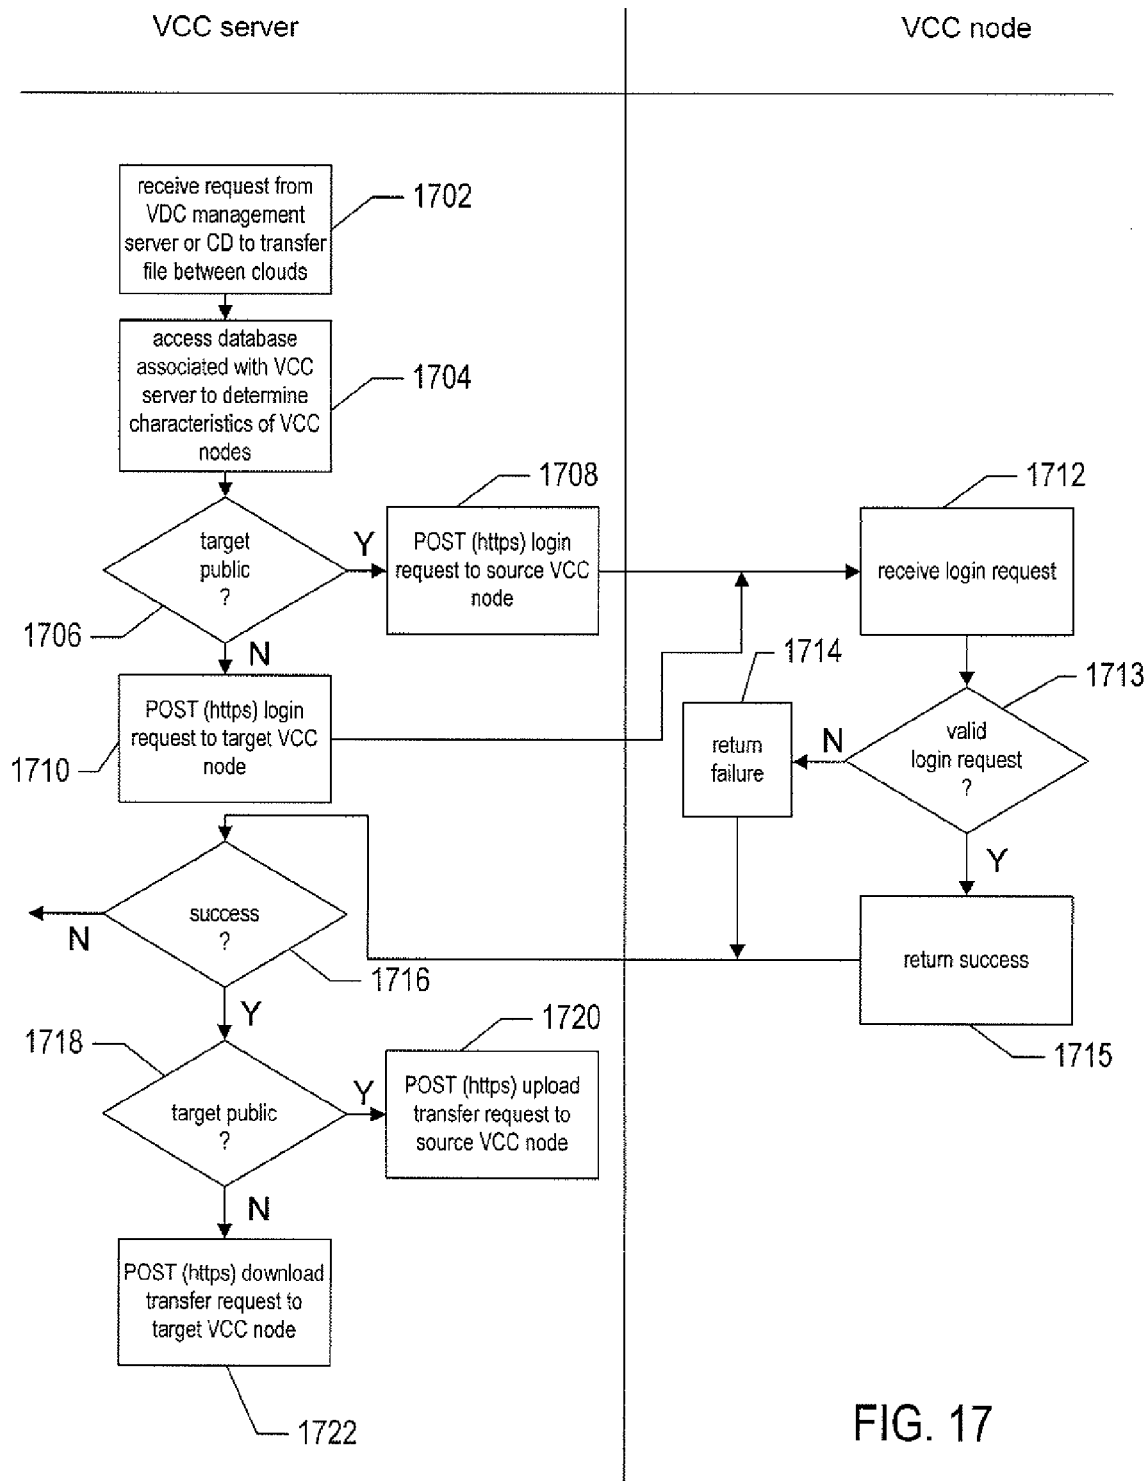 VCC server
VCC node
receive request from
VDC management
server or CD to transfer
file between clouds
1702
access database
associated with VCC
server to determine
characteristics of VCC
nodes
1704
target
public
?
1706
Y
N
1708
POST (https) login
request to source VCC
node
1712
receive login request
POST (https) login
request to target VCC
node
1710
1714
return
failure
N
1713
valid
login request
?
Y
success
?
N
1716
Y
return success
1715
1718
target public
?
Y
N
1720
POST (https) upload
transfer request to
source VCC node
POST (https) download
transfer request to
target VCC node
1722
FIG. 17